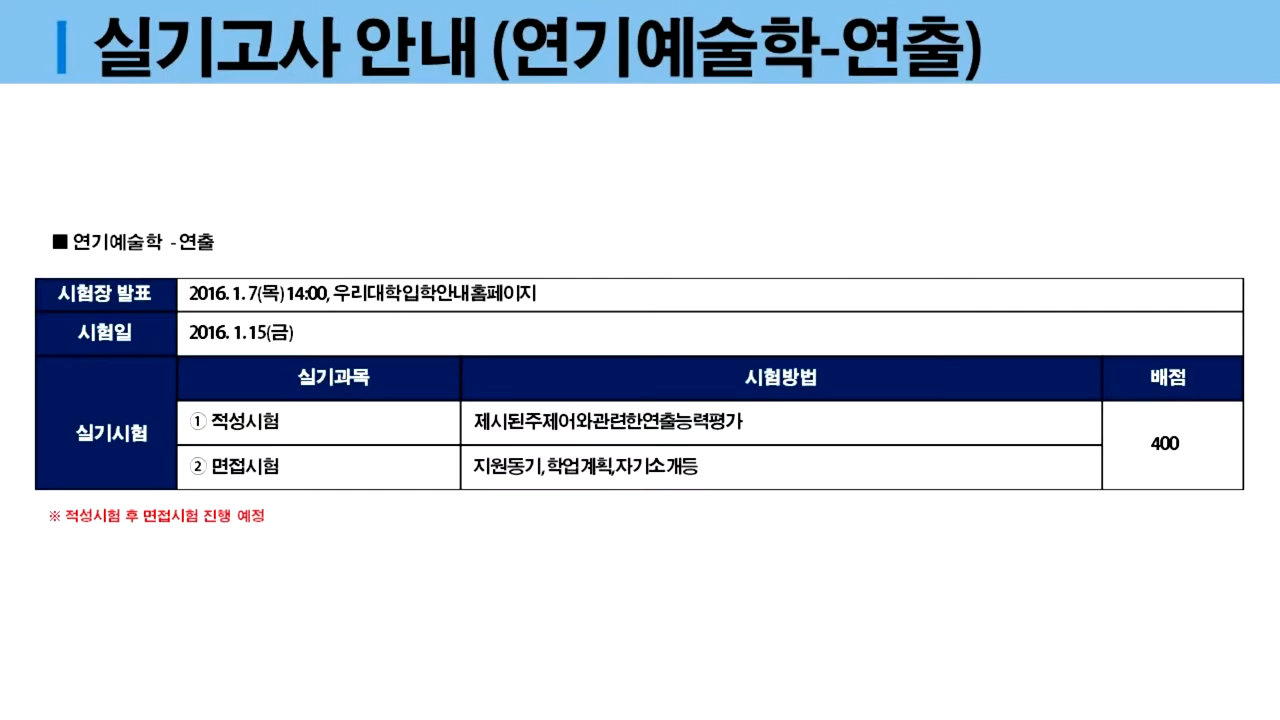 실기고사 안내 (연기예술학-연출)
■ 연기예술학 - 연출
시험장 발표 2016. 1. 7(목) 14:00, 우리대학입학안내홈페이지
시험일 2016. 1. 15(금)
실기시험 실기과목 시험방법 배점
① 적성시험 제시된주제어와관련한연출능력평가 400
② 면접시험 지원동기, 학업계획,자기소개등
※ 적성시험 후 면접시험 진행 예정